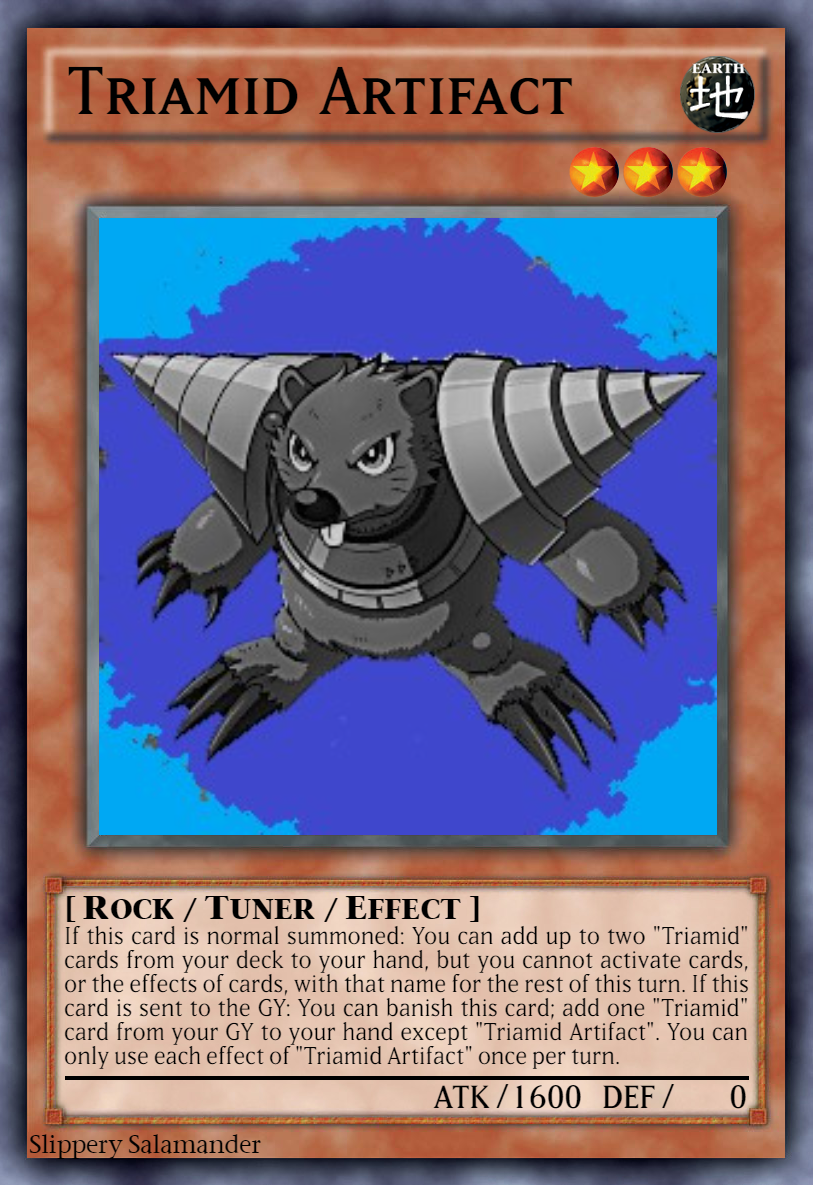 Triamid Artifact
EARTH
地
[ Rock / Tuner / Effect ]
If this card is normal summoned: You can add up to two "Triamid"
cards from your deck to your hand, but you cannot activate cards,
or the effects of cards, with that name for the rest of this turn. If this
card is sent to the GY: You can banish this card; add one "Triamid"
card from your GY to your hand except "Triamid Artifact". You can
only use each effect of "Triamid Artifact" once per turn.
ATK / 1600 DEF / 0
Slippery Salamander